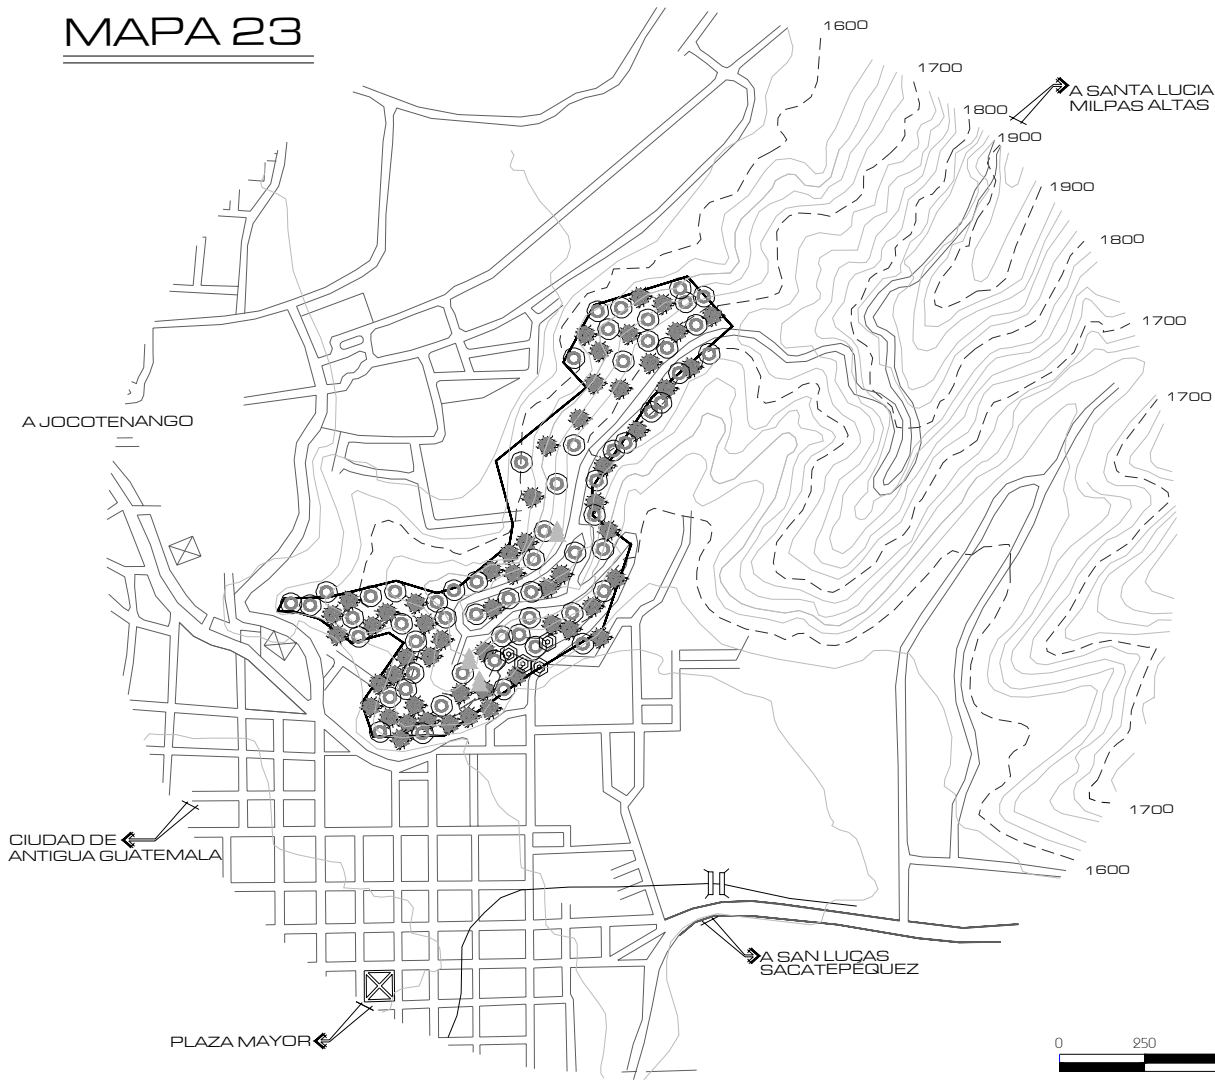 MAPA 23
1600
1700
A SANTA LUCIA
MILPAS ALTAS
1800
1900
1900
1800
1700
1700
A JOCOTENANGO
1700
CIUDAD DE
ANTIGUA GUATEMALA
1600
A SAN LUCAS
SACATEPÉQUEZ
PLAZA MAYOR
0 250